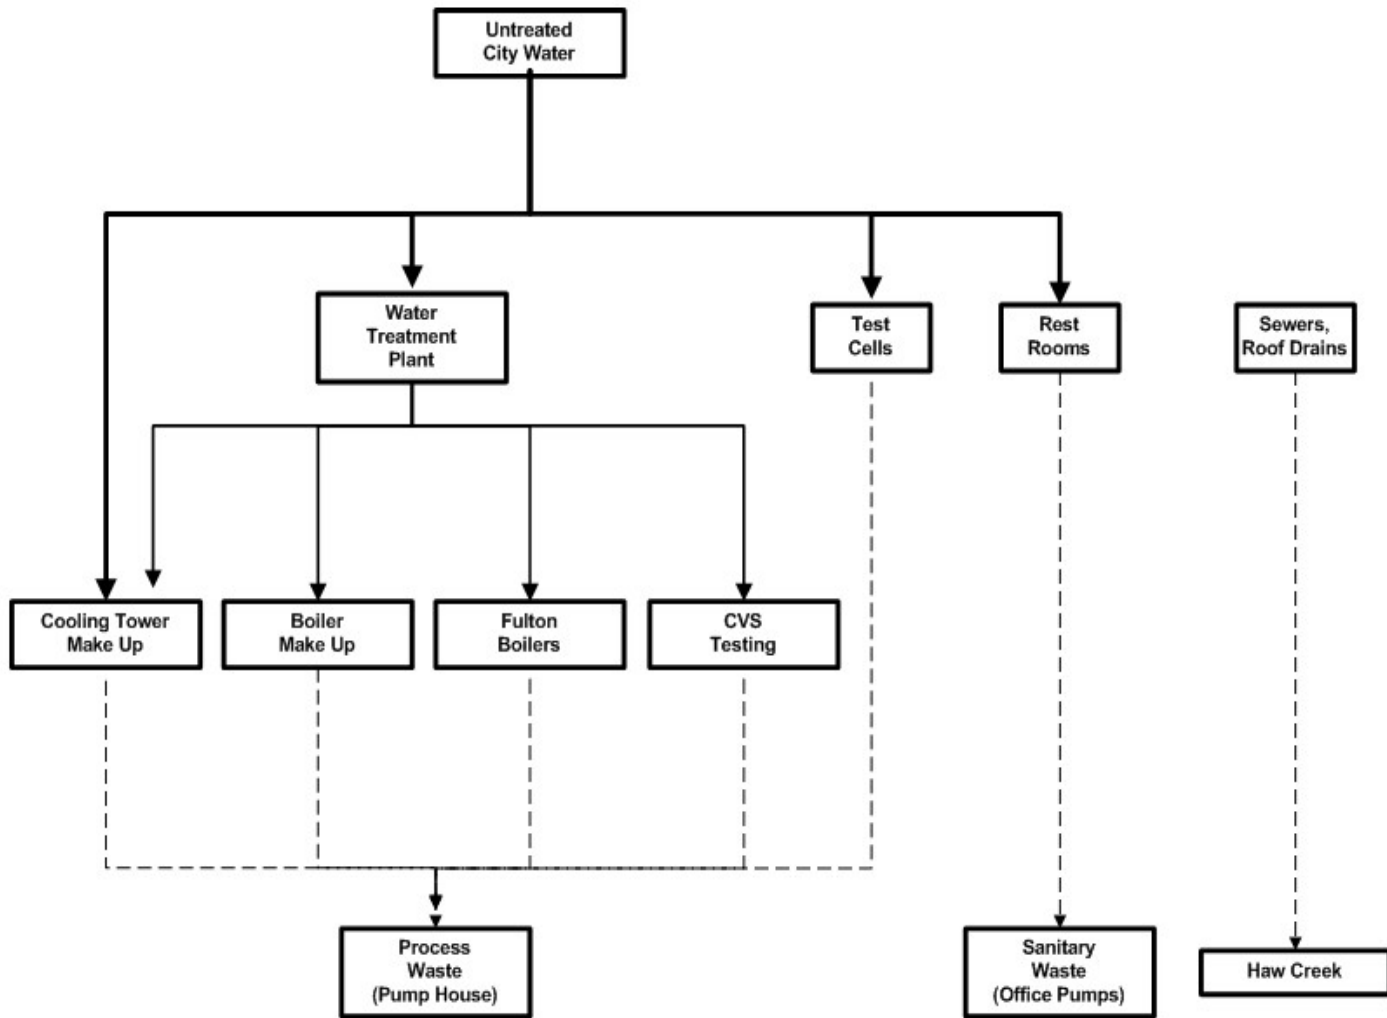 Untreated
City Water
Water
Treatment
Plant
Test
Cells
Rest
Rooms
Sewers,
Roof Drains
Cooling Tower
Make Up
Boiler
Make Up
Fulton
Boilers
CVS
Testing
Process
Waste
(Pump House)
Sanitary
Waste
(Office Pumps)
Haw Creek